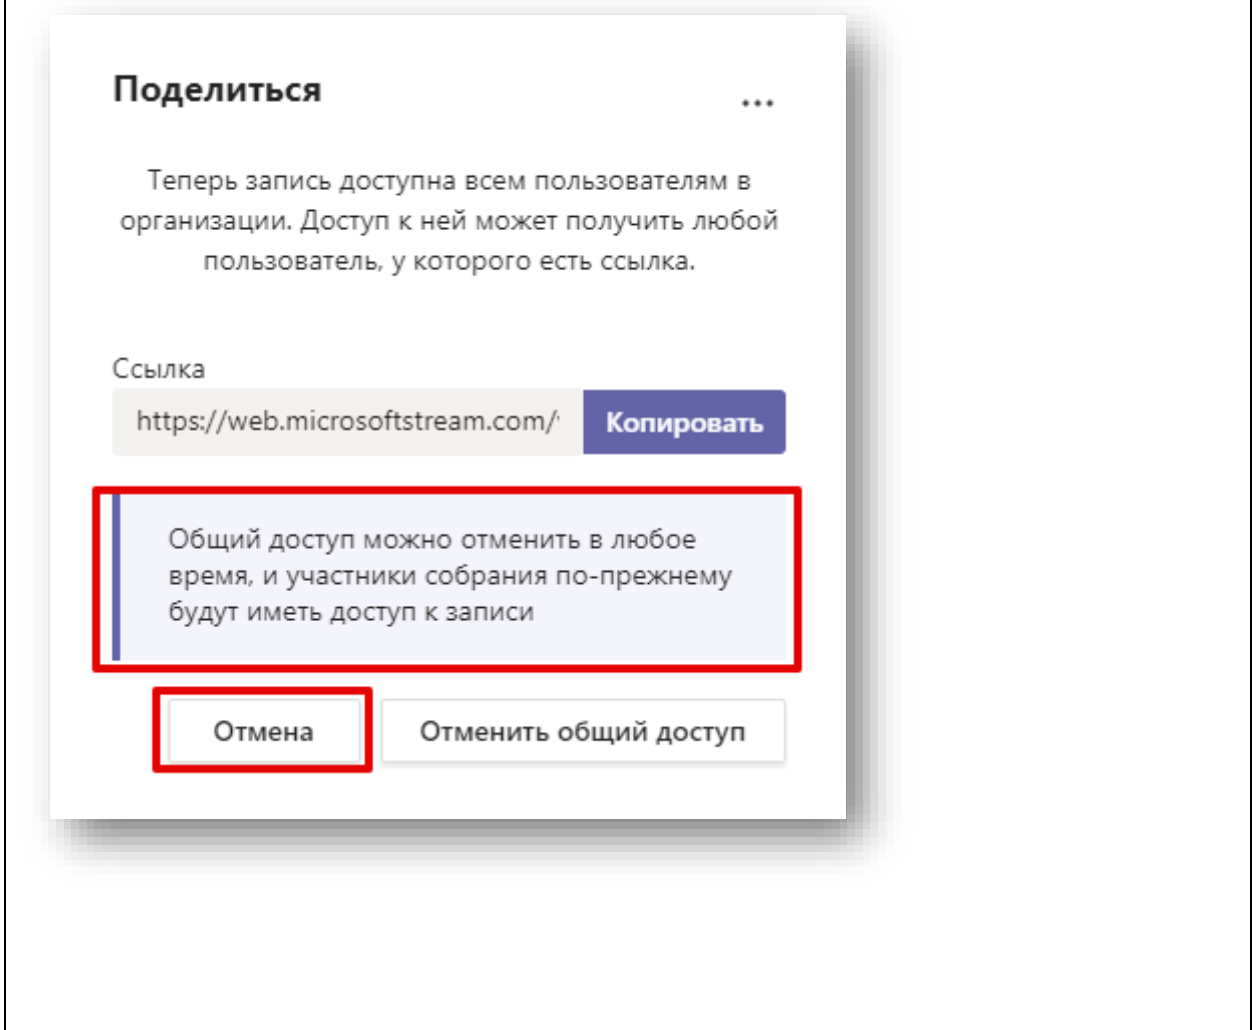 Поделиться
...
Теперь запись доступна всем пользователям в
организации. Доступ к ней может получить любой
пользователь, у которого есть ссылка.
Ссылка
https://web.microsoftstream.com/
Копировать
Общий доступ можно отменить в любое
время, и участники собрания по-прежнему
будут иметь доступ к записи
Отмена
Отменить общий доступ